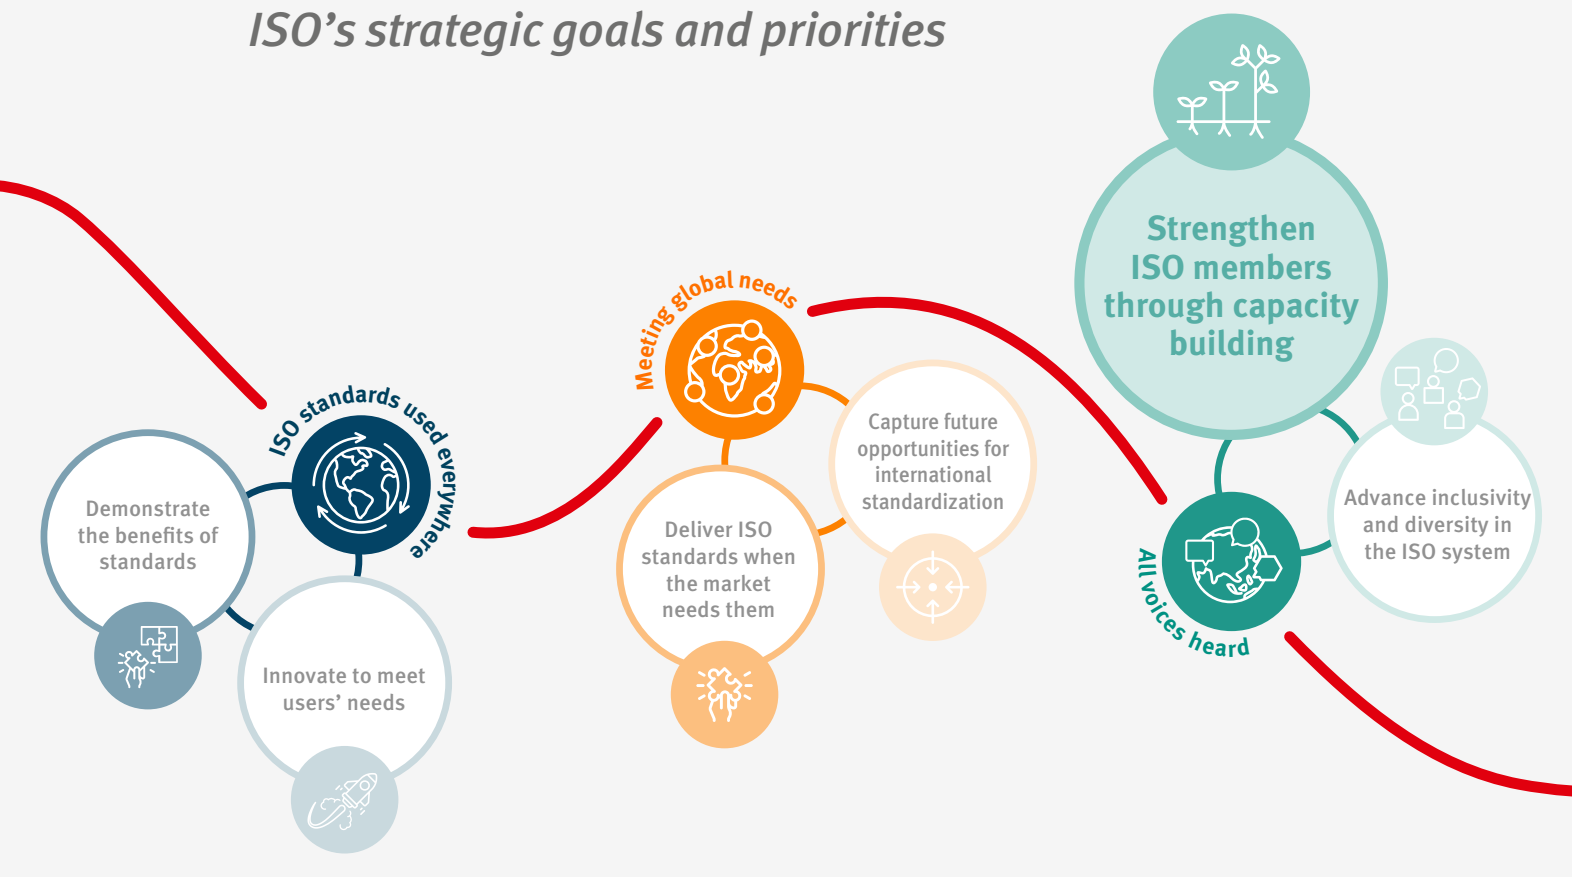 ISO’s strategic goals and priorities
ISO standards used everywhere
Demonstrate
the benefits of
standards
Innovate to meet
users’ needs
Meeting global needs
Deliver ISO
standards when
the market
needs them
Capture future
opportunities for
international
standardization
All voices heard
Strengthen
ISO members
through capacity
building
Advance inclusivity
and diversity in
the ISO system